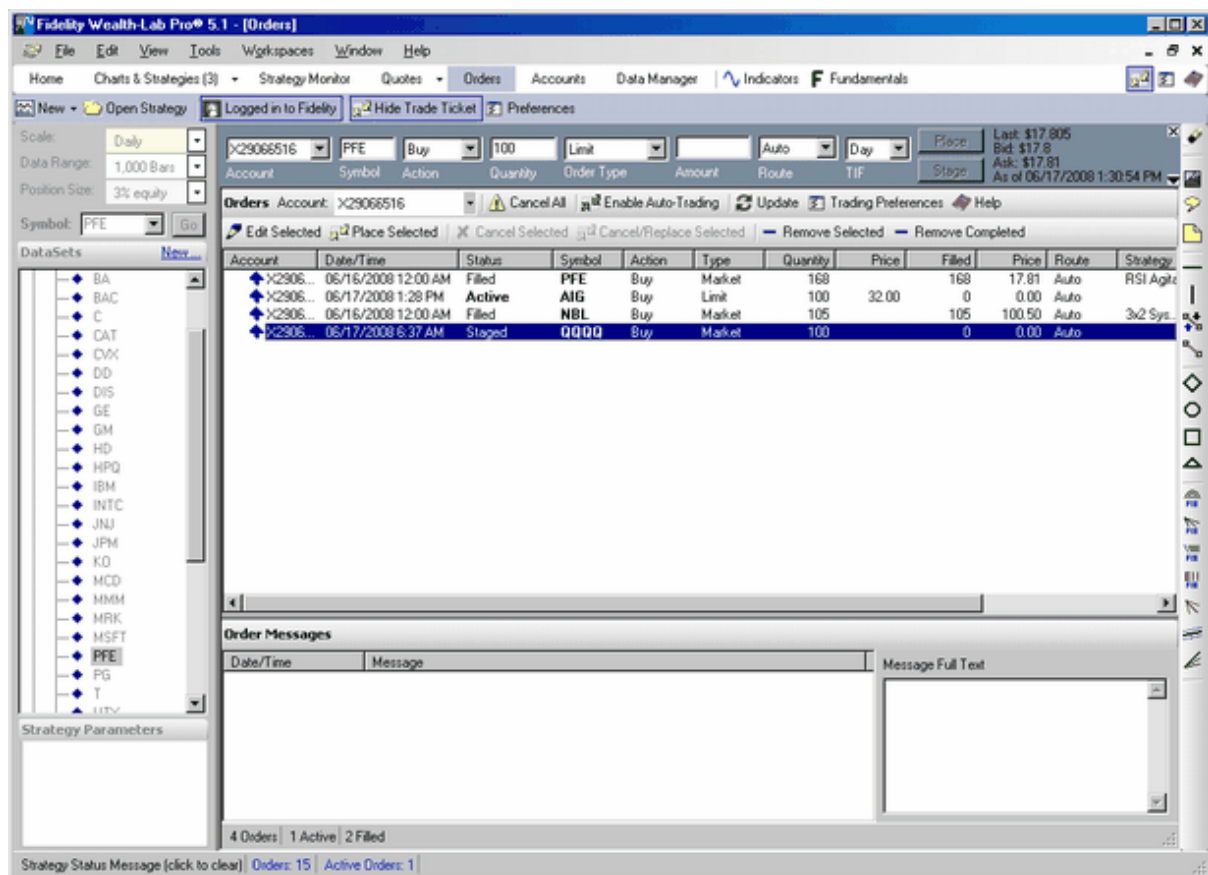 Fidelity Wealth-Lab Pro® 5.1 - [Orders]
File Edit View Tools Workspaces Window Help
Home Charts & Strategies (3) Strategy Monitor Quotes Orders Accounts Data Manager Indicators F Fundamentals
New Open Strategy Logged in to Fidelity Hide Trade Ticket Preferences
Scale: Daily
Data Range: 1,000 Bars
Position Size: 3% equity
Symbol: PFE Go
DataSets New...
BA
BAC
C
CAT
CVX
DD
DIS
GE
GM
HD
HPQ
IBM
INTC
JNJ
JPM
KO
MCD
MMM
MRK
MSFT
PFE
PG
T
UTX
Strategy Parameters
X29066516 PFE Buy 100 Limit Auto Day Place
Account Symbol Action Quantity Order Type Amount Route TIF Stage
Last: $17.805
Bid: $17.8
Ask: $17.81
As of 06/17/2008 1:30:54 PM
Orders Account: X29066516 Cancel All Enable Auto-Trading Update Trading Preferences Help
Edit Selected Place Selected Cancel Selected Cancel/Replace Selected Remove Selected Remove Completed
Account Date/Time Status Symbol Action Type Quantity Price Filled Price Route Strategy
X2906... 06/16/2008 12:00 AM Filled PFE Buy Market 168 168 17.81 Auto RSI Agita
X2906... 06/17/2008 1:28 PM Active AIG Buy Limit 100 32.00 0 0.00 Auto
X2906... 06/16/2008 12:00 AM Filled NBL Buy Market 105 105 100.50 Auto 3x2 Sys...
X2906... 06/17/2008 6:37 AM Staged QQQQ Buy Market 100 0 0.00 Auto
Order Messages
Date/Time Message
Message Full Text
4 Orders 1 Active 2 Filled
Strategy Status Message (click to clear) Orders: 15 Active Orders: 1
FIB
FIB
FIB